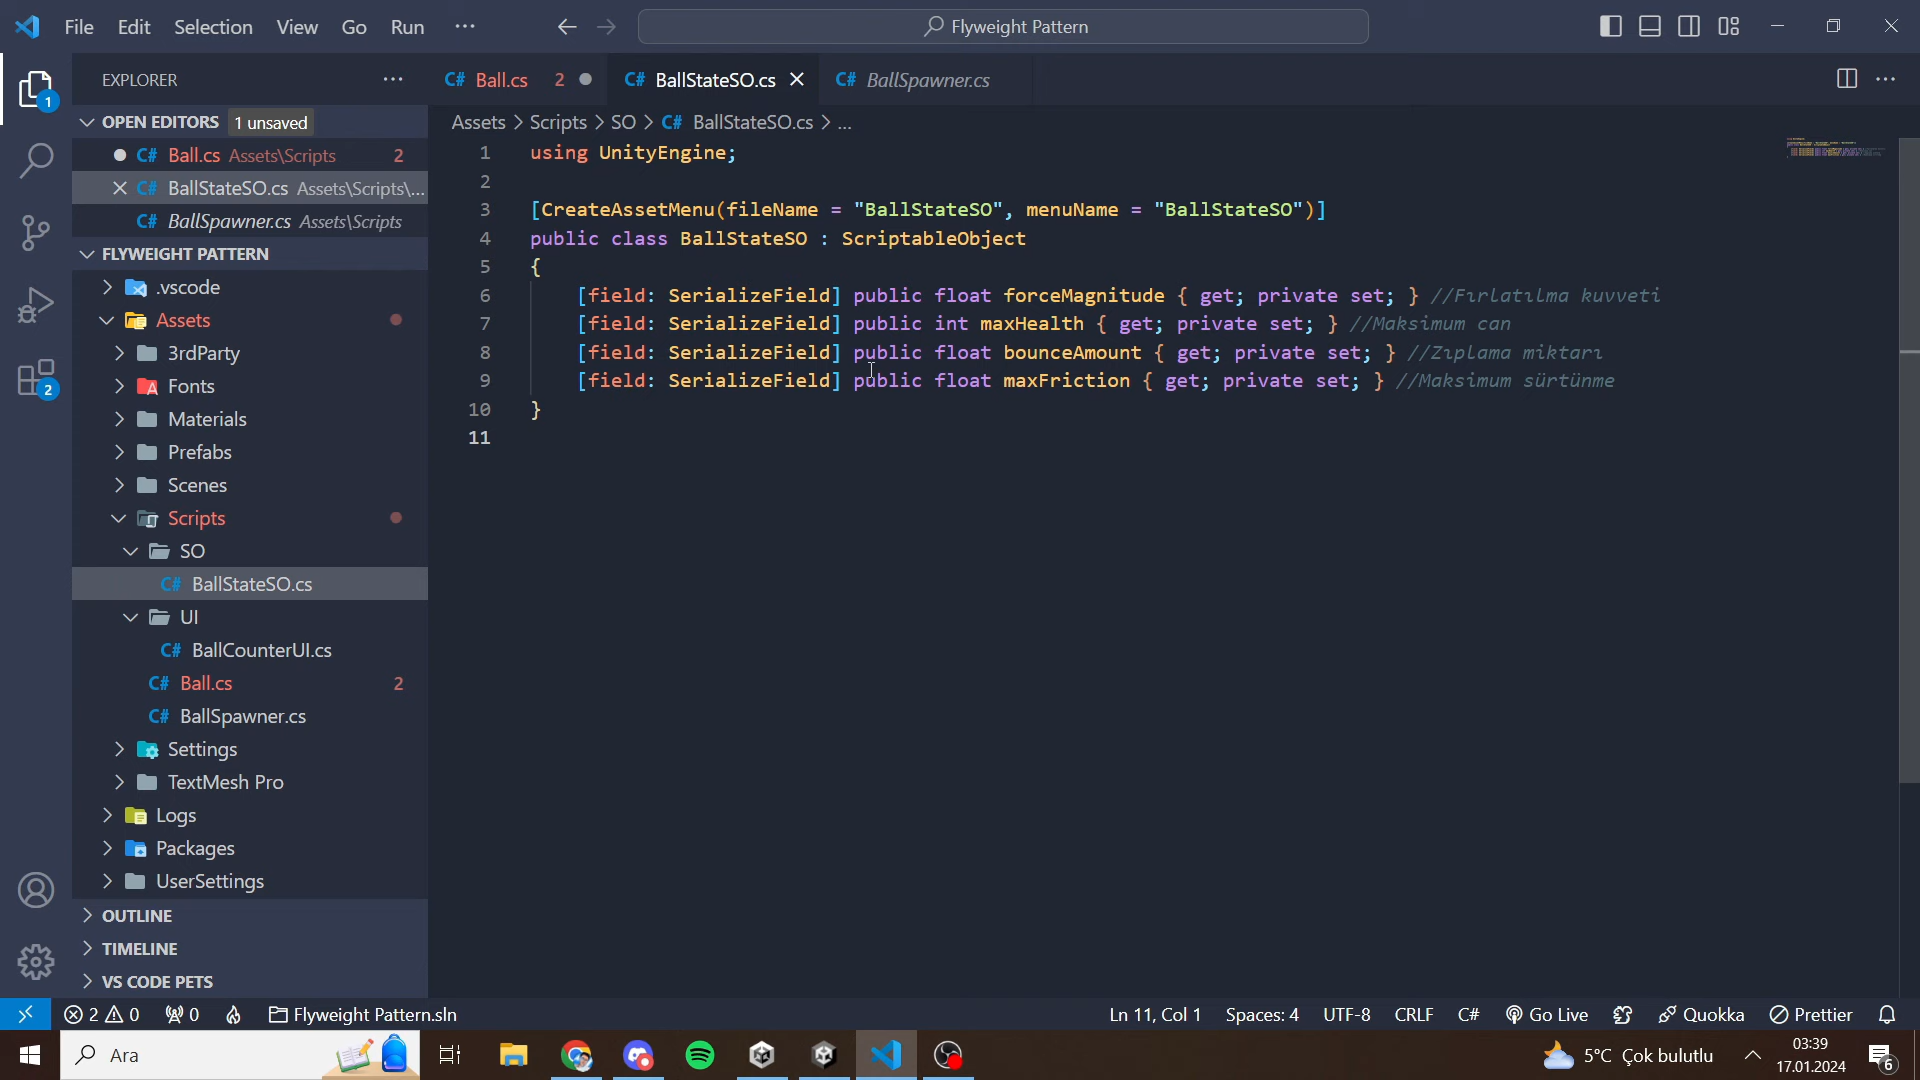 File Edit Selection View Go Run ··· Flyweight Pattern
EXPLORER ···
OPEN EDITORS 1 unsaved
C# Ball.cs Assets\Scripts 2
C# BallStateSO.cs Assets\Scripts\...
C# BallSpawner.cs Assets\Scripts
FLYWEIGHT PATTERN
.vscode
Assets
3rdParty
Fonts
Materials
Prefabs
Scenes
Scripts
SO
C# BallStateSO.cs
UI
C# BallCounterUI.cs
C# Ball.cs 2
C# BallSpawner.cs
Settings
TextMesh Pro
Logs
Packages
UserSettings
OUTLINE
TIMELINE
VS CODE PETS
1
2
C# Ball.cs 2 C# BallStateSO.cs C# BallSpawner.cs
Assets > Scripts > SO > C# BallStateSO.cs > ...
1 using UnityEngine;
2
3 [CreateAssetMenu(fileName = "BallStateSO", menuName = "BallStateSO")]
4 public class BallStateSO : ScriptableObject
5 {
6 [field: SerializeField] public float forceMagnitude { get; private set; } //Fırlatılma kuvveti
7 [field: SerializeField] public int maxHealth { get; private set; } //Maksimum can
8 [field: SerializeField] public float bounceAmount { get; private set; } //Zıplama miktarı
9 [field: SerializeField] public float maxFriction { get; private set; } //Maksimum sürtünme
10 }
11
2 0 0 Flyweight Pattern.sln Ln 11, Col 1 Spaces: 4 UTF-8 CRLF C# Go Live Quokka Prettier
Ara 5°C Çok bulutlu 03:39
17.01.2024 6